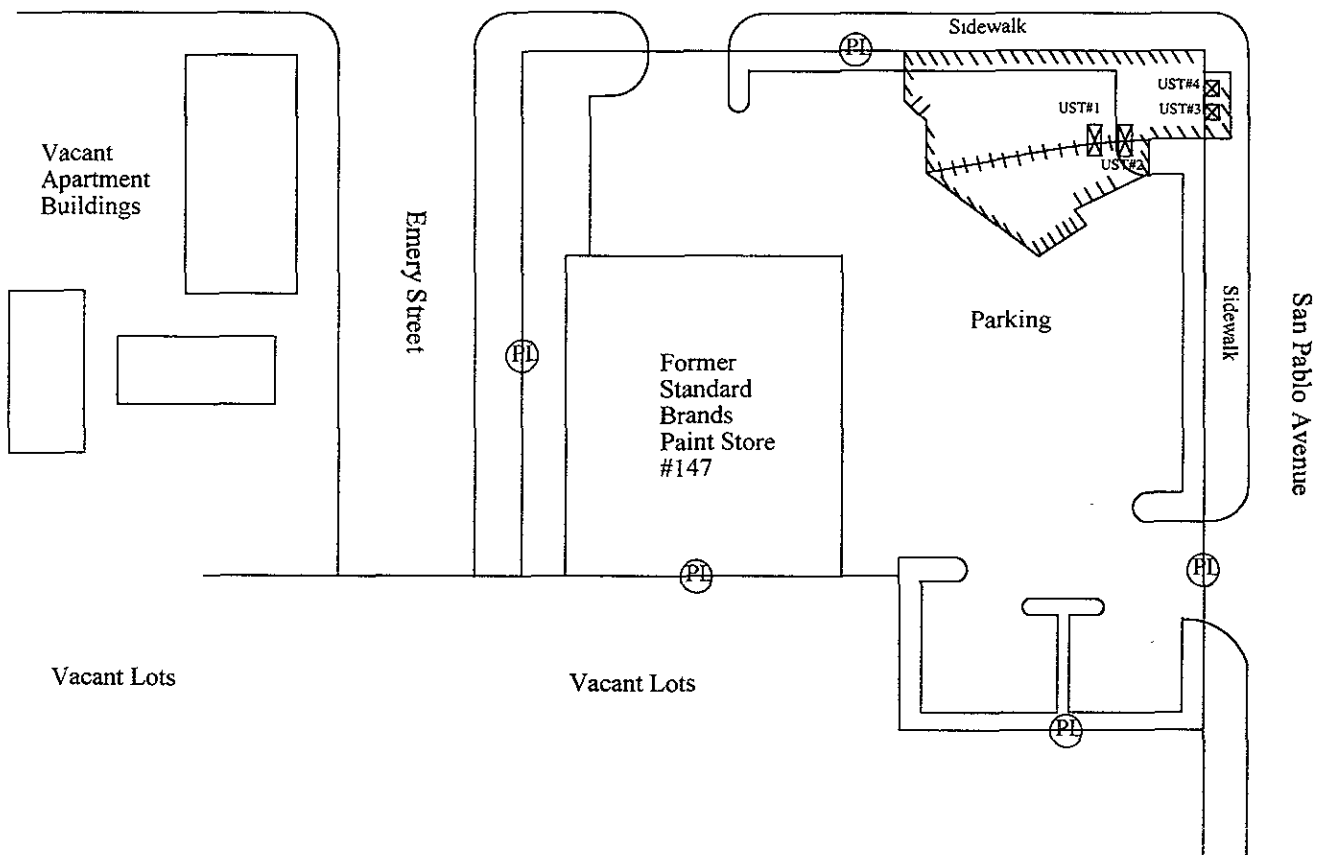 Sidewalk
PL
UST#4
UST#3
UST#1
UST#2
Vacant
Apartment
Buildings
Emery Street
Sidewalk
San Pablo Avenue
Parking
PL
Former
Standard
Brands
Paint Store
#147
PL
PL
Vacant Lots
Vacant Lots
PL